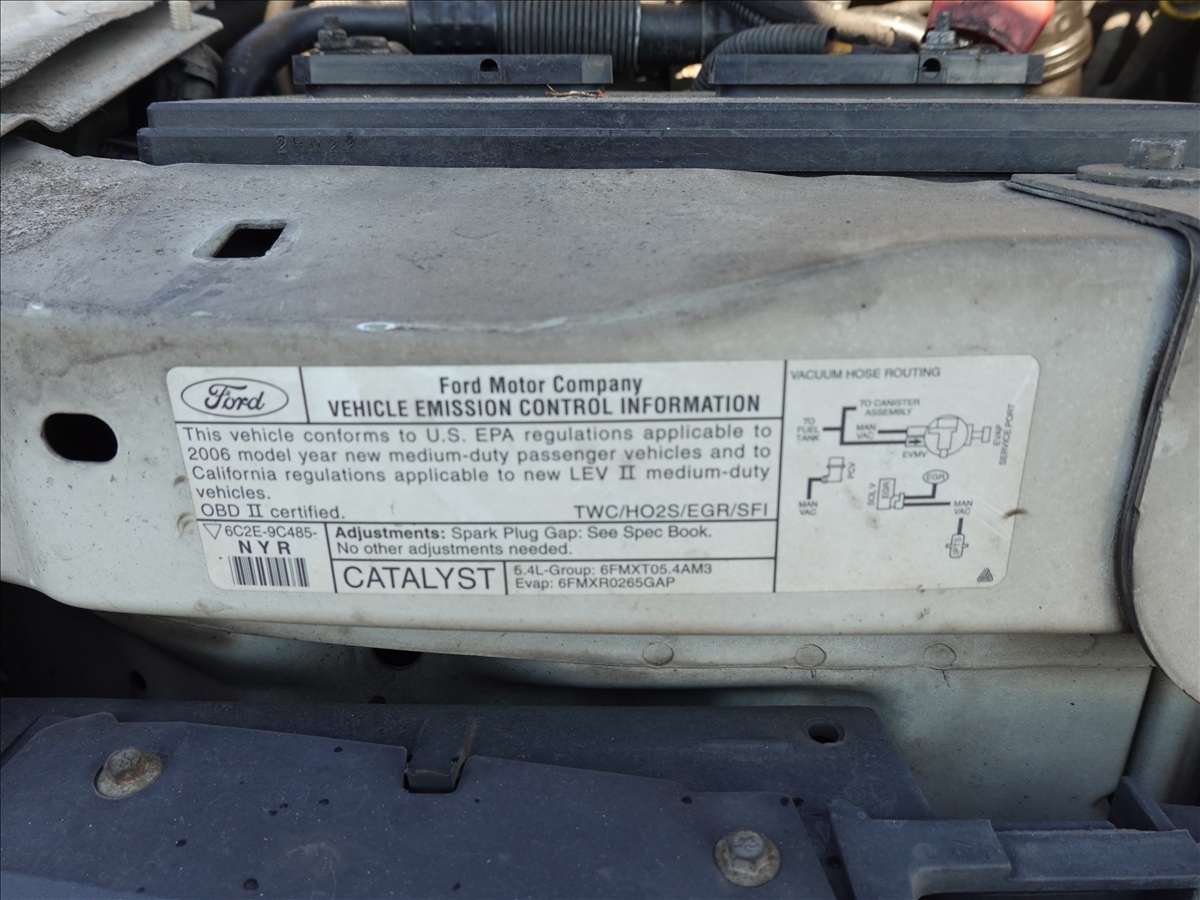 Ford
Ford Motor Company
VEHICLE EMISSION CONTROL INFORMATION
This vehicle conforms to U.S. EPA regulations applicable to
2006 model year new medium-duty passenger vehicles and to
California regulations applicable to new LEV II medium-duty
vehicles.
OBD II certified.
TWC/HO2S/EGR/SFI
6C2E-9C485-
NYR
Adjustments: Spark Plug Gap: See Spec Book.
No other adjustments needed.
CATALYST
5.4L-Group: 6FMXT05.4AM3
Evap: 6FMXR0265GAP
VACUUM HOSE ROUTING
TO CANISTER
ASSEMBLY
TO
FUEL
TANK
MAN
VAC
EVMV
EVAP
SERVICE PORT
PCV
MAN
VAC
SOL V
EGR
EGR
MAN
VAC